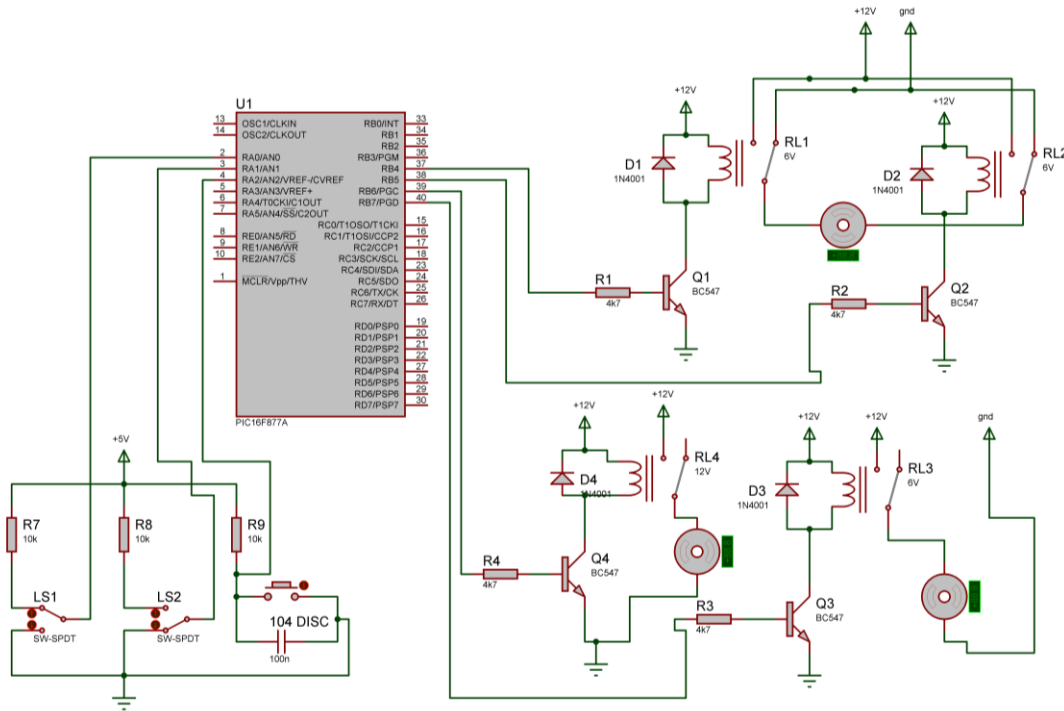 +12V
gnd
U1
13 OSC1/CLKIN
14 OSC2/CLKOUT
2 RA0/AN0
3 RA1/AN1
4 RA2/AN2/VREF-/CVREF
5 RA3/AN3/VREF+
6 RA4/T0CKI/C1OUT
7 RA5/AN4/SS/C2OUT
8 RE0/AN5/RD
9 RE1/AN6/WR
10 RE2/AN7/CS
1 MCLR/Vpp/THV
RB0/INT 33
RB1 34
RB2 35
RB3/PGM 36
RB4 37
RB5 38
RB6/PGC 39
RB7/PGD 40
RC0/T1OSO/T1CKI 15
RC1/T1OSI/CCP2 16
RC2/CCP1 17
RC3/SCK/SCL 18
RC4/SDI/SDA 23
RC5/SDO 24
RC6/TX/CK 25
RC7/RX/DT 26
RD0/PSP0 19
RD1/PSP1 20
RD2/PSP2 21
RD3/PSP3 22
RD4/PSP4 27
RD5/PSP5 28
RD6/PSP6 29
RD7/PSP7 30
PIC16F877A
+12V
D1
1N4001
RL1
6V
+12V
D2
1N4001
RL2
6V
R1
4k7
Q1
BC547
R2
4k7
Q2
BC547
+12V
+12V
D4
1N4001
RL4
12V
+12V
+12V
gnd
D3
1N4001
RL3
6V
R4
4k7
Q4
BC547
R3
4k7
Q3
BC547
+5V
R7
10k
R8
10k
R9
10k
LS1
SW-SPDT
LS2
SW-SPDT
104 DISC
100n